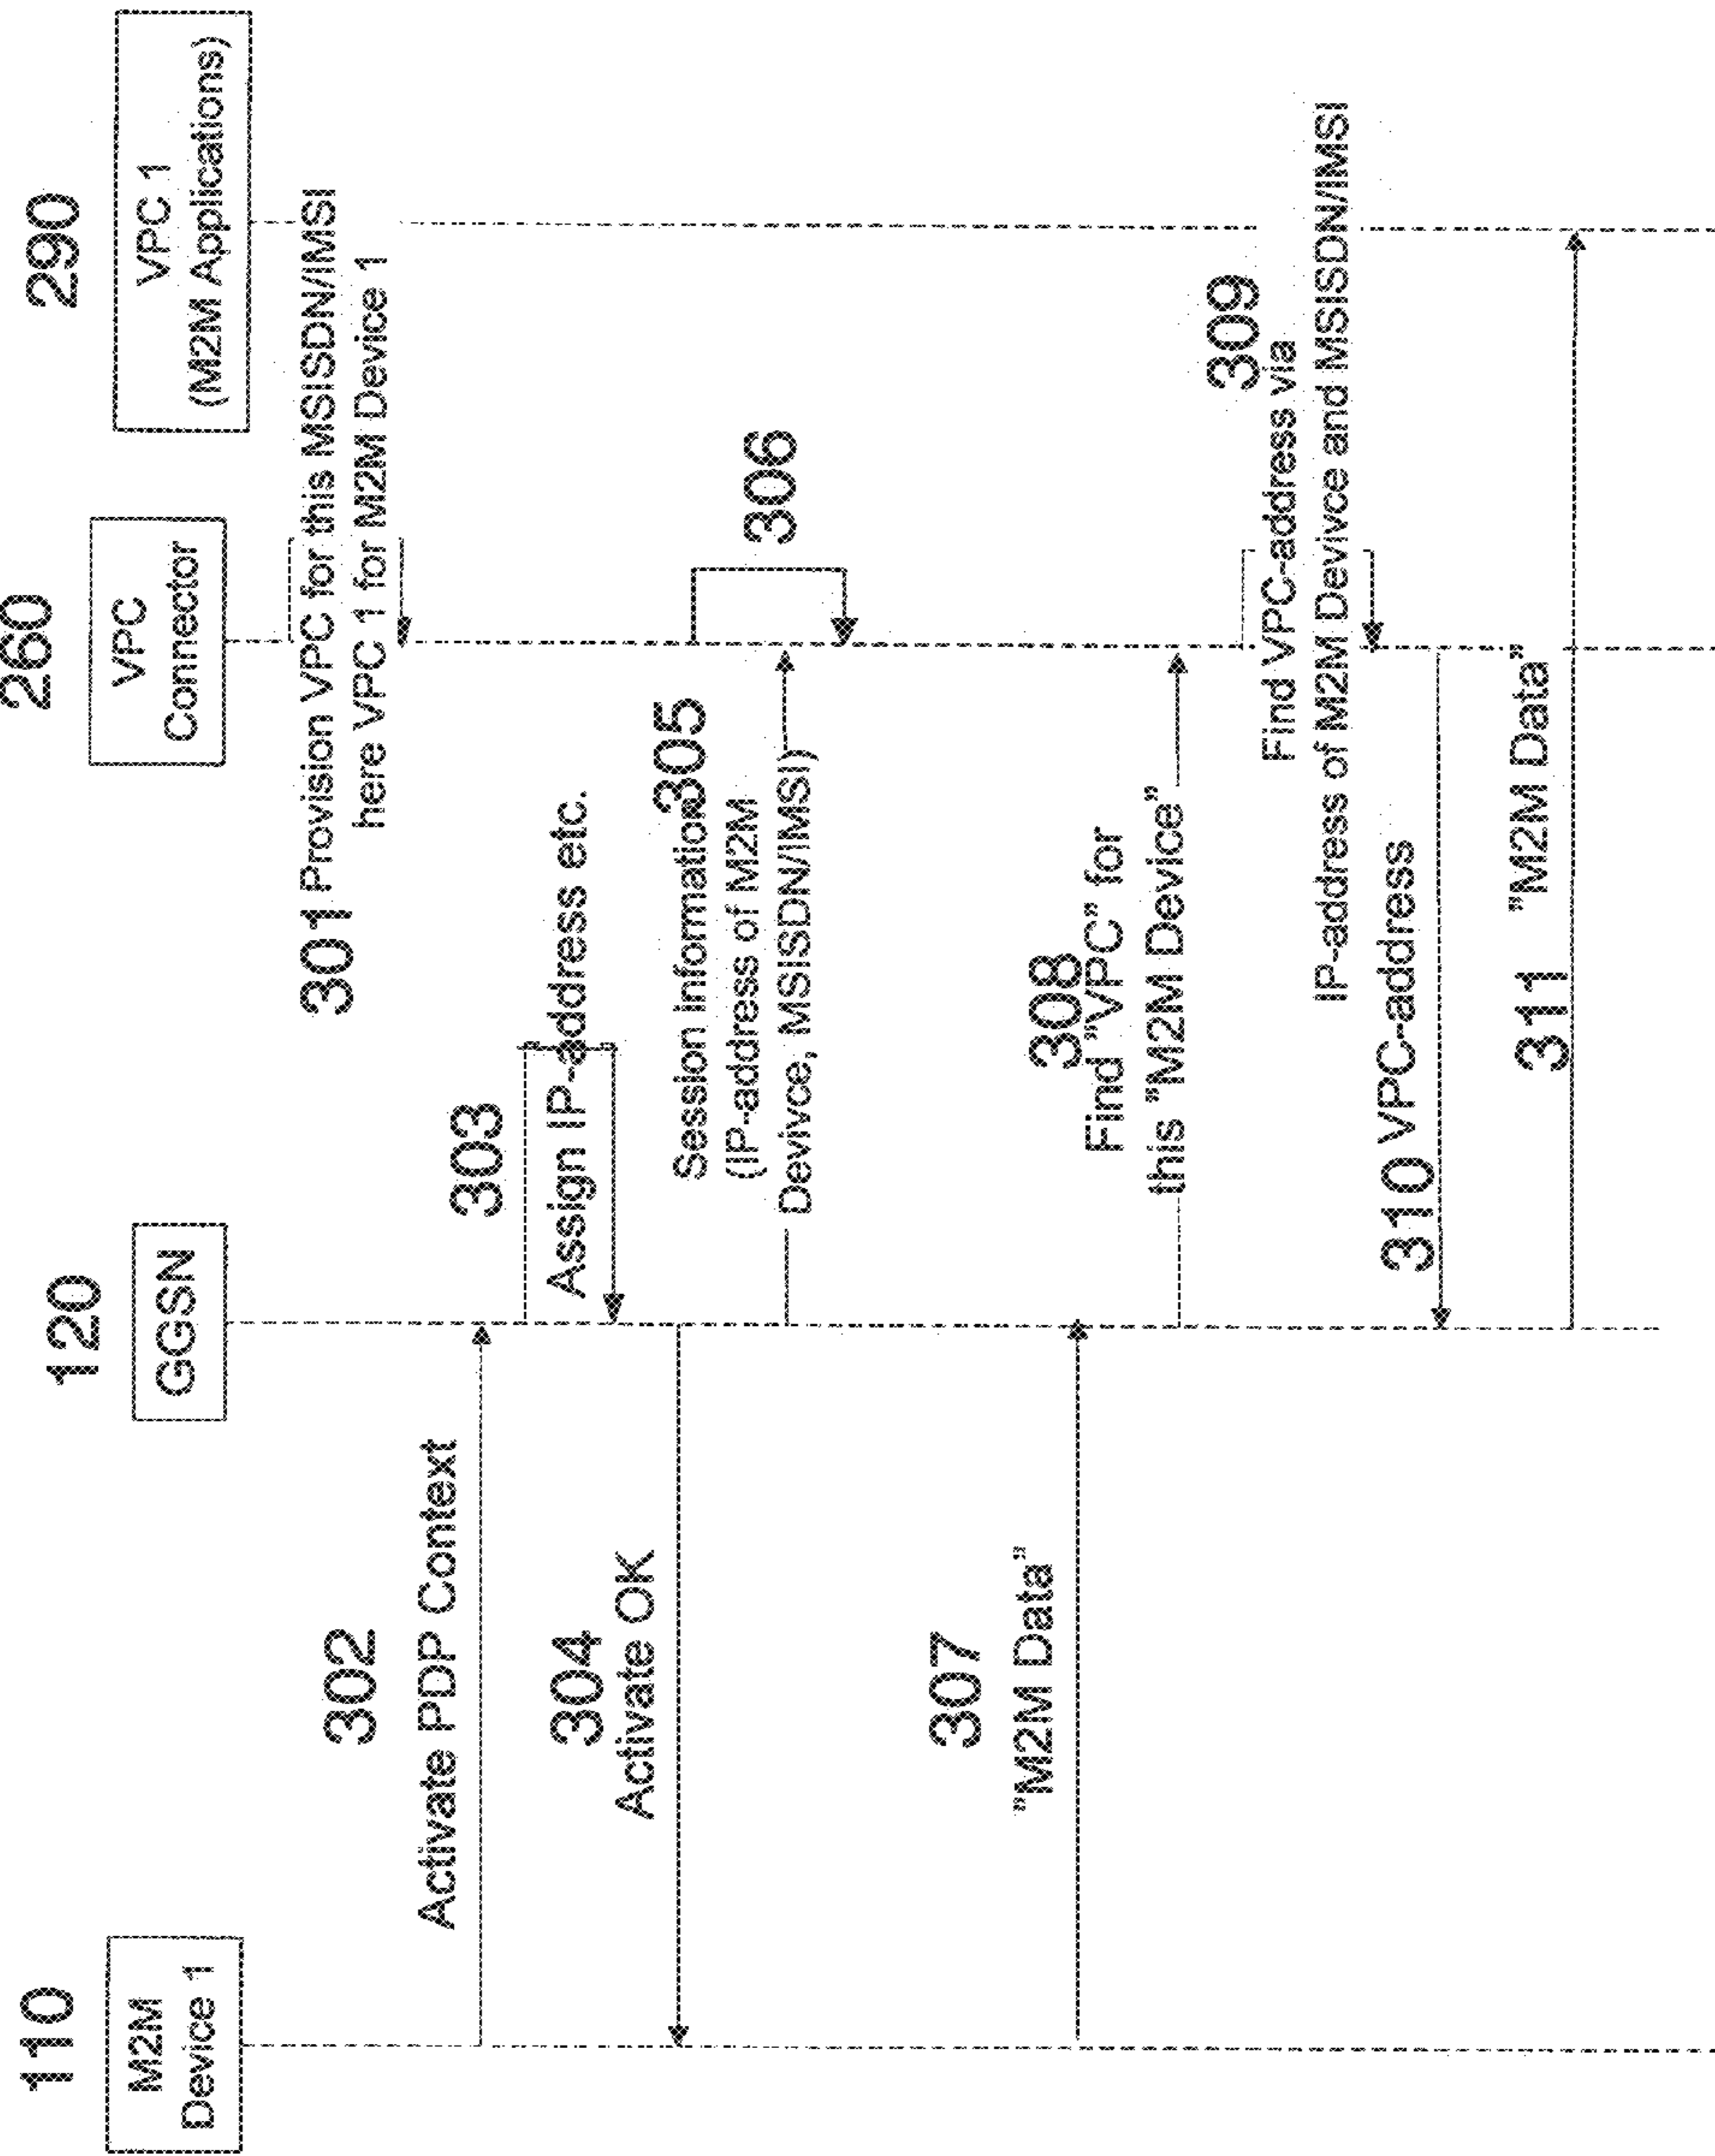 110
M2M
Device 1
120
GGSN
260
VPC
Connector
290
VPC 1
(M2M Applications)
301 Provision VPC for this MSISDN/IMSI
here VPC 1 for M2M Device 1
302
Activate PDP Context
303
Assign IP-address etc.
304
Activate OK
305
Session Information
(IP-address of M2M
Devivce, MSISDN/IMSI)
306
307
"M2M Data"
308
Find "VPC" for
this "M2M Device"
309
Find VPC-address via
IP-address of M2M Devivce and MSISDN/IMSI
310 VPC-address
311 "M2M Data"